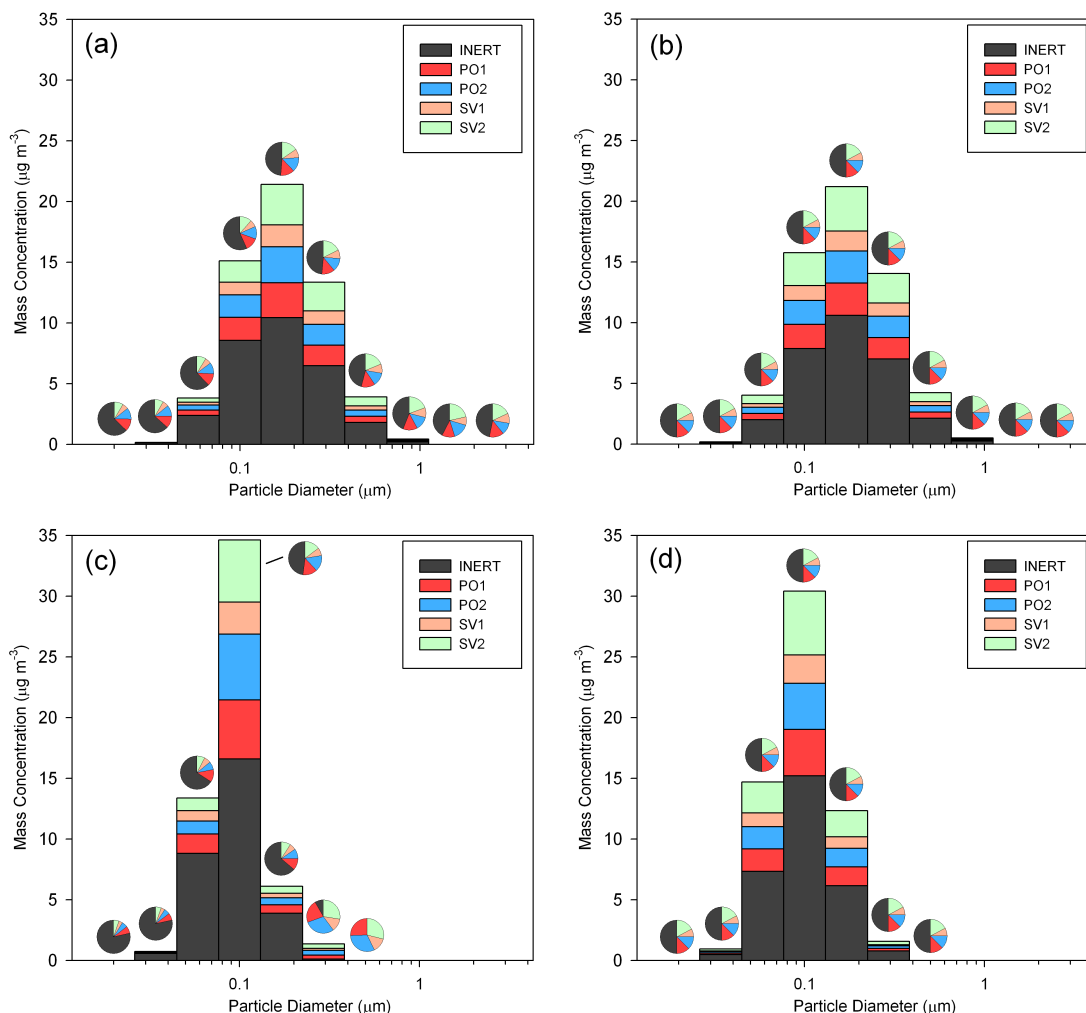 (a)
35
30
25
20
15
10
5
0
Mass Concentration (μg m-3)
INERT
PO1
PO2
SV1
SV2
0.1
1
Particle Diameter (μm)
(b)
35
30
25
20
15
10
5
0
Mass Concentration (μg m-3)
INERT
PO1
PO2
SV1
SV2
0.1
1
Particle Diameter (μm)
(c)
35
30
25
20
15
10
5
0
Mass Concentration (μg m-3)
INERT
PO1
PO2
SV1
SV2
0.1
1
Particle Diameter (μm)
(d)
35
30
25
20
15
10
5
0
Mass Concentration (μg m-3)
INERT
PO1
PO2
SV1
SV2
0.1
1
Particle Diameter (μm)